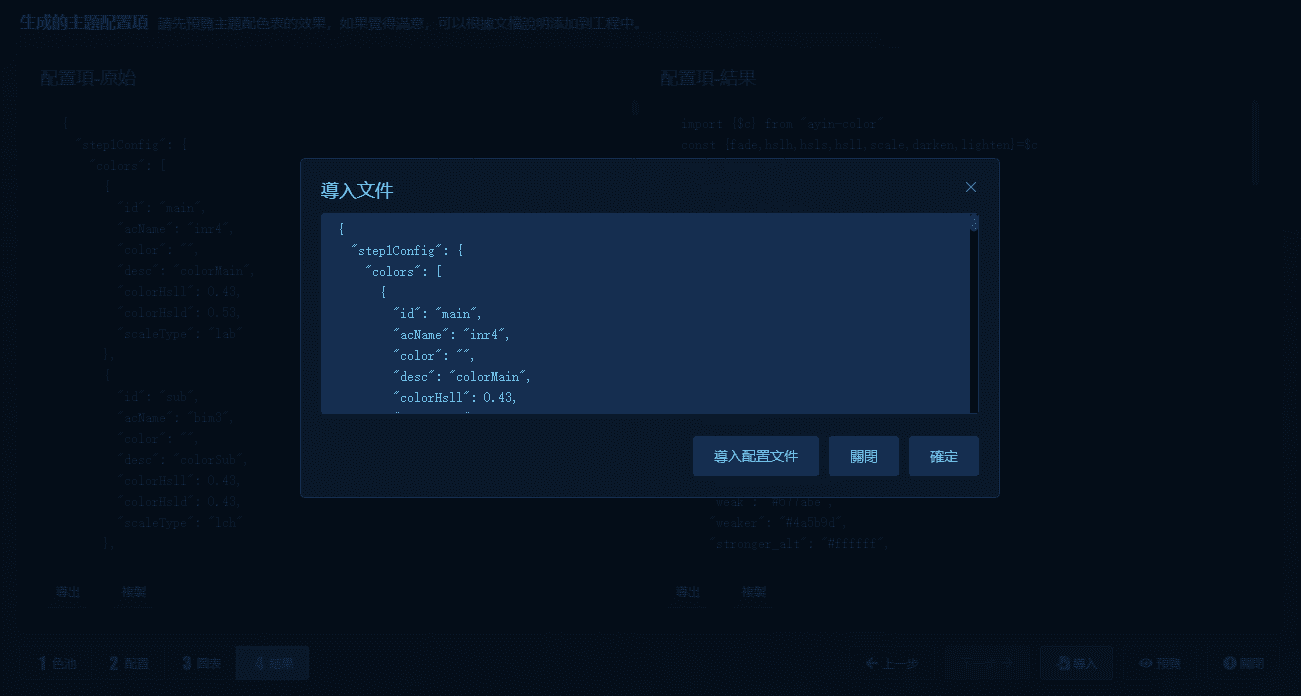 生成的主題配置項 請先預覽主題配色表的效果，如果覺得滿意，可以根據文檔說明添加到工程中。
配置項-原始
{
"step1Config": {
"colors": [
{
"id": "main",
"acName": "inr4",
"color": "",
"desc": "colorMain",
"colorHsll": 0.43,
"colorHsld": 0.53,
"scaleType": "lab"
},
{
"id": "sub",
"acName": "bim3",
"color": "",
"desc": "colorSub",
"colorHsll": 0.43,
"colorHsld": 0.43,
"scaleType": "lch"
},
導出 複製
配置項-結果
import {$c} from "ayin-color"
const {fade,hslh,hsls,hsll,scale,darken,lighten}=$c
"weaker": "#4a5b9d",
"stronger_alt": "#ffffff",
導出 複製
導入文件
{
"step1Config": {
"colors": [
{
"id": "main",
"acName": "inr4",
"color": "",
"desc": "colorMain",
"colorHsll": 0.43,
導入配置文件 關閉 確定
1 色池 2 配置 3 圖表 4 結果 上一步 下一步 導入 預覽 關閉